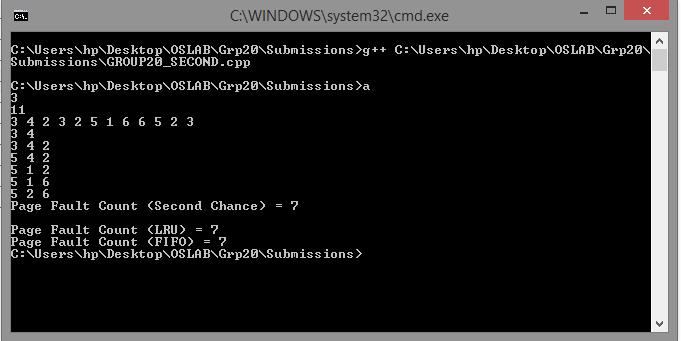 C:\WINDOWS\system32\cmd.exe
C:\Users\hp\Desktop\OSLAB\Grp20\Submissions>g++ C:\Users\hp\Desktop\OSLAB\Grp20\
Submissions\GROUP20_SECOND.cpp
C:\Users\hp\Desktop\OSLAB\Grp20\Submissions>a
3
11
3 4 2 3 2 5 1 6 6 5 2 3
3 4
3 4 2
5 4 2
5 1 2
5 1 6
5 2 6
Page Fault Count (Second Chance) = 7
Page Fault Count (LRU) = 7
Page Fault Count (FIFO) = 7
C:\Users\hp\Desktop\OSLAB\Grp20\Submissions>